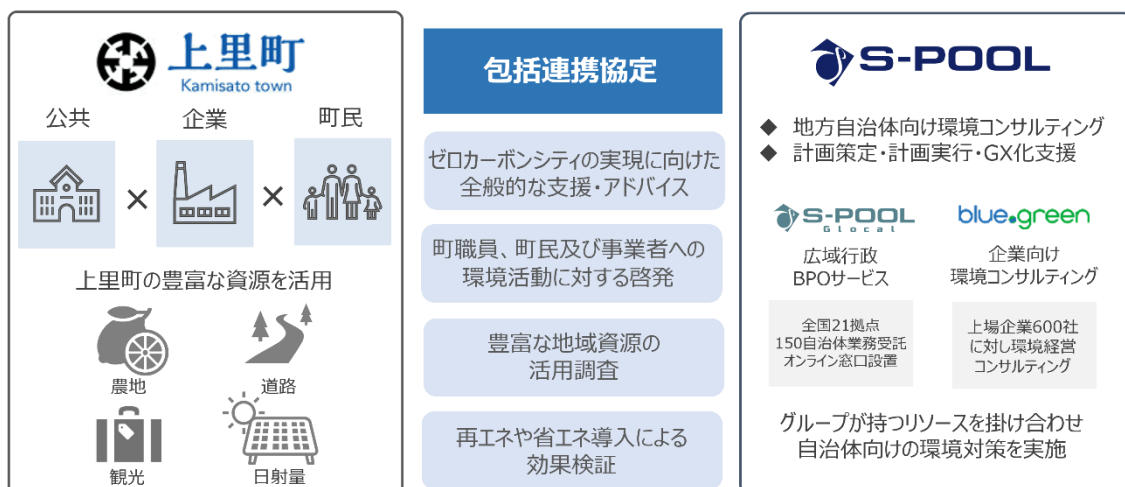 上里町
Kamisato town
公共
企業
町民
×
×
上里町の豊富な資源を活用
農地
道路
観光
日射量
包括連携協定
ゼロカーボンシティの実現に向けた
全般的な支援・アドバイス
町職員、町民及び事業者への
環境活動に対する啓発
豊富な地域資源の
活用調査
再エネや省エネ導入による
効果検証
S-POOL
◆ 地方自治体向け環境コンサルティング
◆ 計画策定・計画実行・GX化支援
S-POOL
Glocal
広域行政
BPOサービス
全国21拠点
150自治体業務受託
オンライン窓口設置
blue.green
企業向け
環境コンサルティング
上場企業600社
に対し環境経営
コンサルティング
グループが持つリソースを掛け合わせ
自治体向けの環境対策を実施